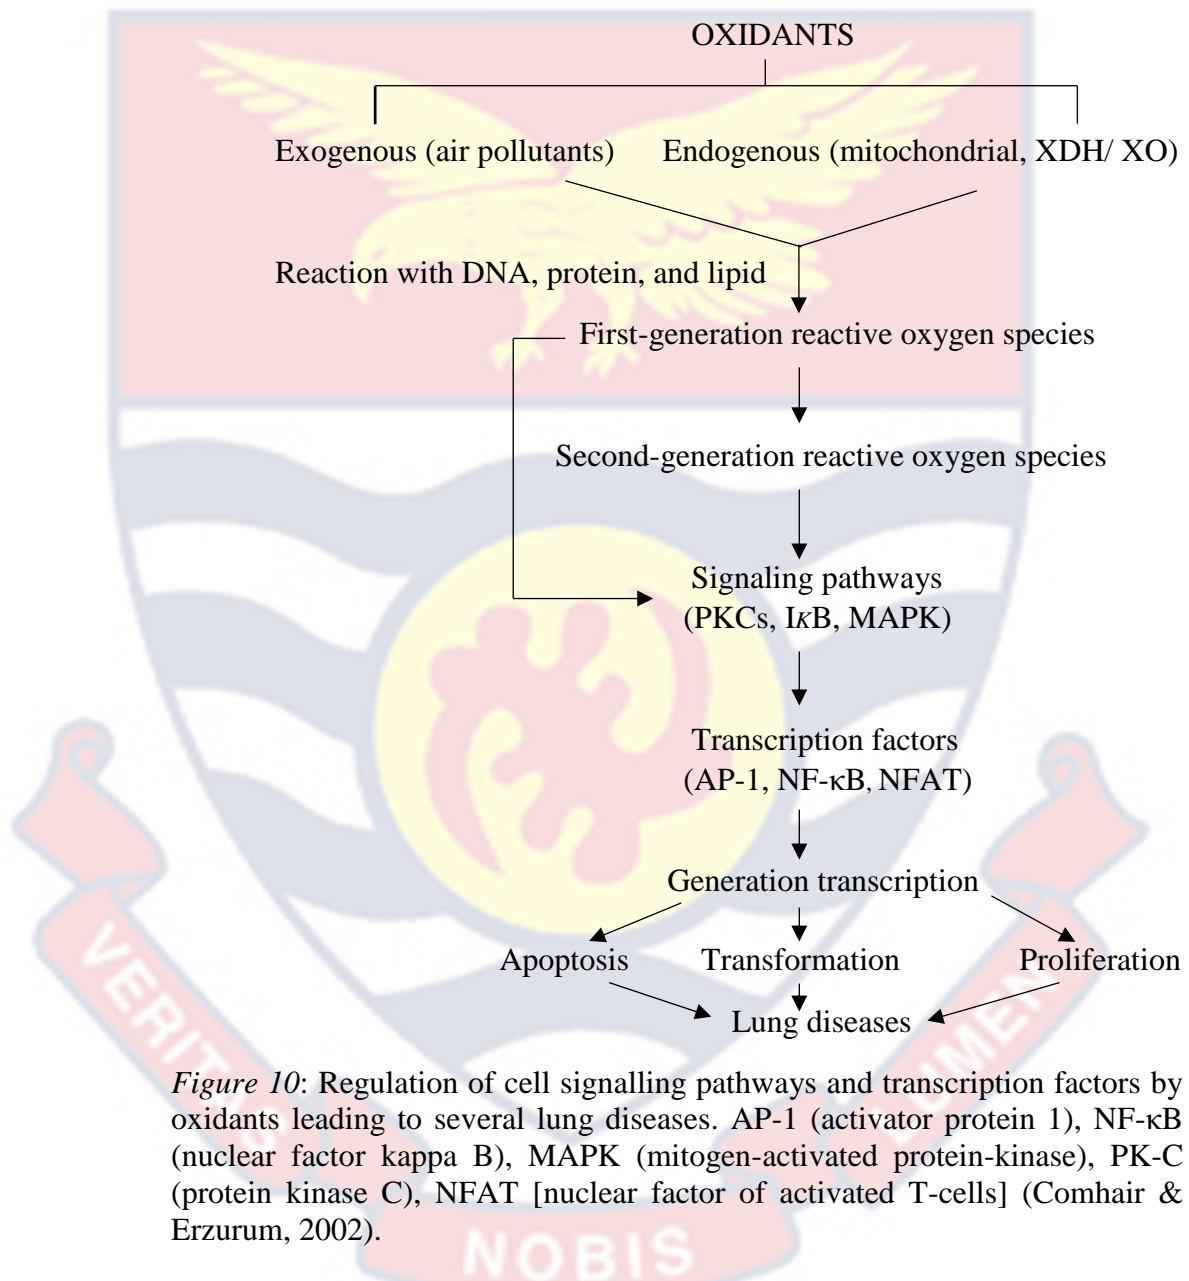 OXIDANTS
Exogenous (air pollutants)
Endogenous (mitochondrial, XDH/ XO)
Reaction with DNA, protein, and lipid
First-generation reactive oxygen species
Second-generation reactive oxygen species
Signaling pathways
(PKCs, IκB, MAPK)
Transcription factors
(AP-1, NF-κB, NFAT)
Generation transcription
Apoptosis
Transformation
Proliferation
Lung diseases
Figure 10: Regulation of cell signalling pathways and transcription factors by
oxidants leading to several lung diseases. AP-1 (activator protein 1), NF-κB
(nuclear factor kappa B), MAPK (mitogen-activated protein-kinase), PK-C
(protein kinase C), NFAT [nuclear factor of activated T-cells] (Comhair &
Erzurum, 2002).
VERITAS
NOBIS
LUMEN